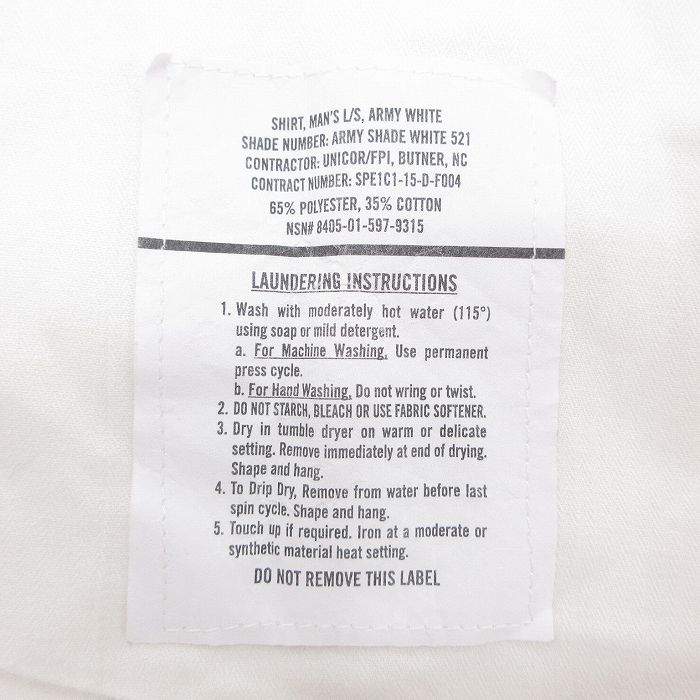 SHIRT, MAN'S L/S, ARMY WHITE
SHADE NUMBER: ARMY SHADE WHITE 521
CONTRACTOR: UNICOR/FPI, BUTNER, NC
CONTRACT NUMBER: SPE1C1-15-D-F004
65% POLYESTER, 35% COTTON
NSN# 8405-01-597-9315
LAUNDERING INSTRUCTIONS
1. Wash with moderately hot water (115°)
using soap or mild detergent.
a. For Machine Washing, Use permanent
press cycle.
b. For Hand Washing, Do not wring or twist.
2. DO NOT STARCH, BLEACH OR USE FABRIC SOFTENER.
3. Dry in tumble dryer on warm or delicate
setting. Remove immediately at end of drying.
Shape and hang.
4. To Drip Dry, Remove from water before last
spin cycle. Shape and hang.
5. Touch up if required. Iron at a moderate or
synthetic material heat setting.
DO NOT REMOVE THIS LABEL